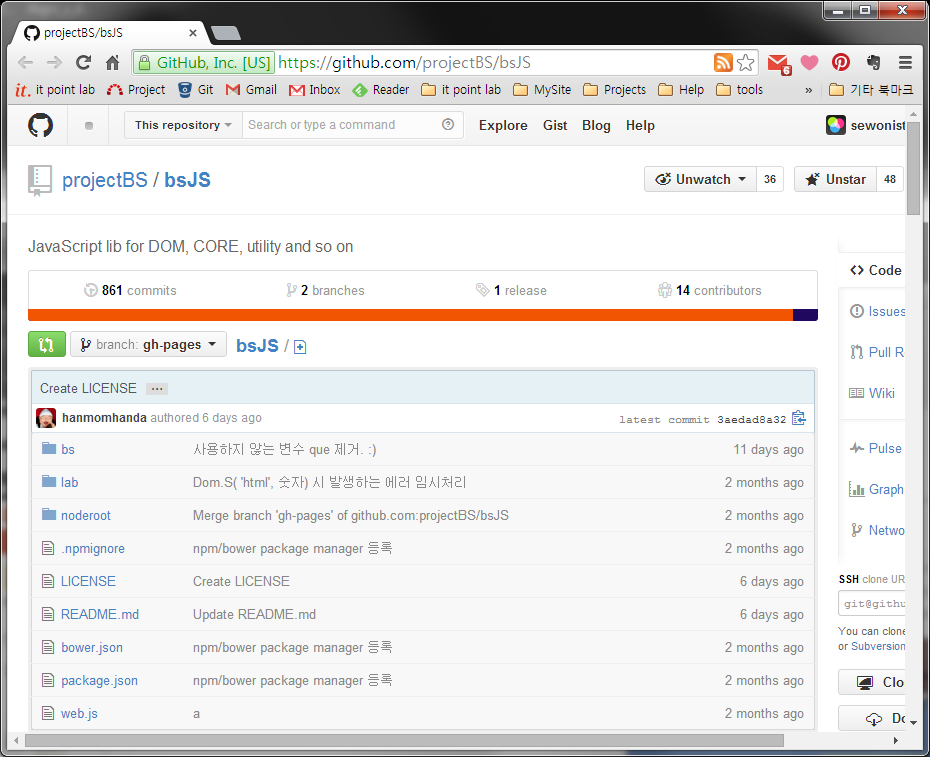 projectBS/bsJS
GitHub, Inc. [US] https://github.com/projectBS/bsJS
6
it. it point lab Project Git Gmail Inbox Reader it point lab MySite Projects Help tools » 기타 북마크
This repository Search or type a command Explore Gist Blog Help sewonist
projectBS / bsJS Unwatch 36 Unstar 48
JavaScript lib for DOM, CORE, utility and so on
861 commits 2 branches 1 release 14 contributors
branch: gh-pages bsJS /
Create LICENSE ...
hanmomhanda authored 6 days ago latest commit 3aedad8a32
bs 사용하지 않는 변수 que 제거. :) 11 days ago
lab Dom.S( 'html', 숫자) 시 발생하는 에러 임시처리 2 months ago
noderoot Merge branch 'gh-pages' of github.com:projectBS/bsJS 2 months ago
.npmignore npm/bower package manager 등록 2 months ago
LICENSE Create LICENSE 6 days ago
README.md Update README.md 6 days ago
bower.json npm/bower package manager 등록 2 months ago
package.json npm/bower package manager 등록 2 months ago
web.js a 2 months ago
Code
Issues
Pull R
Wiki
Pulse
Graph
Netwo
SSH clone UR
git@githu
You can clone
or Subversion
Clo
Do